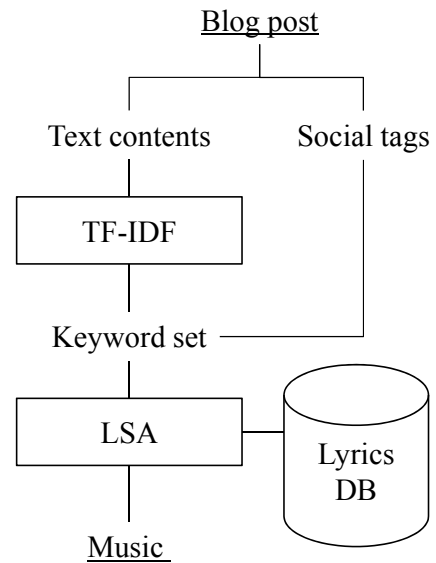 Blog post
Text contents
Social tags
TF-IDF
Keyword set
LSA
Lyrics
DB
Music